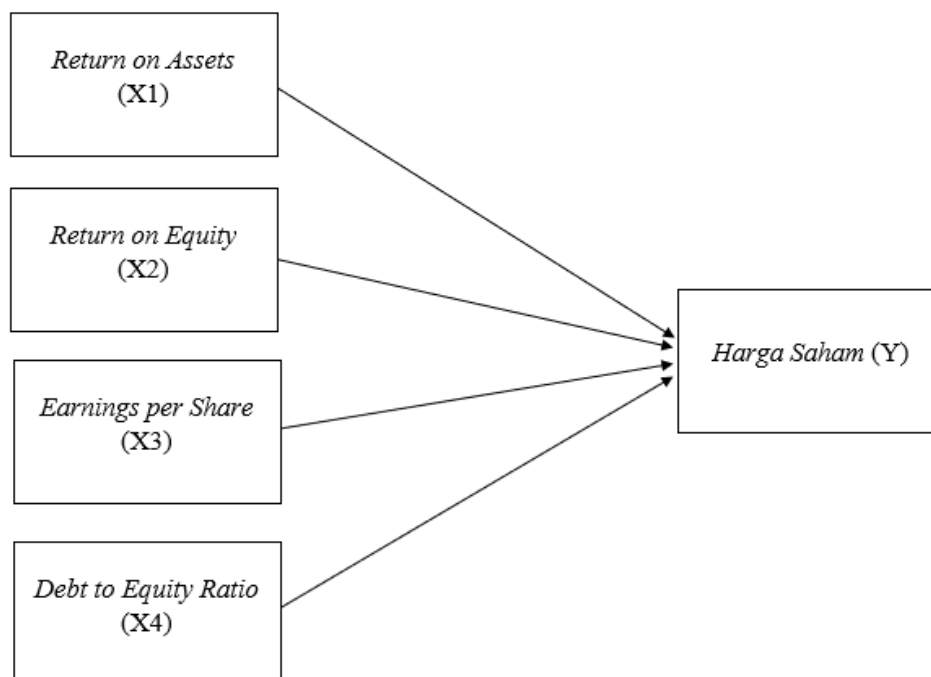 Return on Assets
(X1)
Return on Equity
(X2)
Earnings per Share
(X3)
Debt to Equity Ratio
(X4)
Harga Saham (Y)